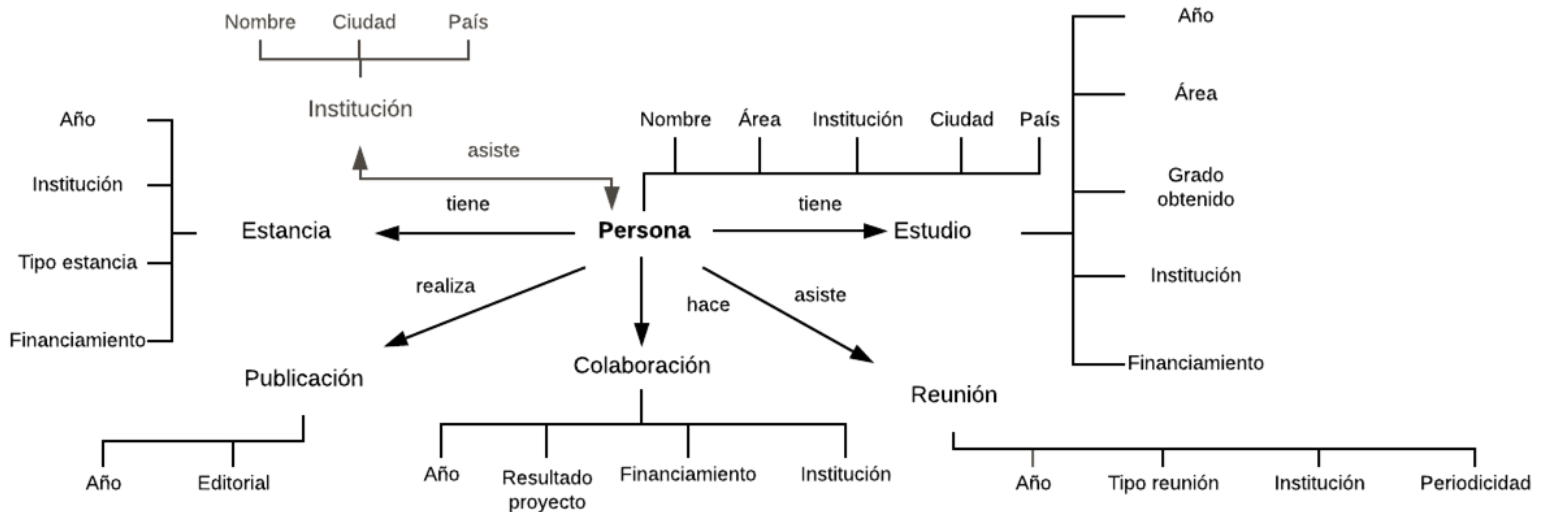 Nombre Ciudad País
Institución
asiste
Año
Institución
Tipo estancia
Financiamiento
Estancia
tiene
Nombre Área Institución Ciudad País
Persona
tiene
Estudio
Año
Área
Grado
obtenido
Institución
Financiamiento
realiza
Publicación
Año Editorial
hace
Colaboración
Año Resultado
proyecto Financiamiento Institución
asiste
Reunión
Año Tipo reunión Institución Periodicidad